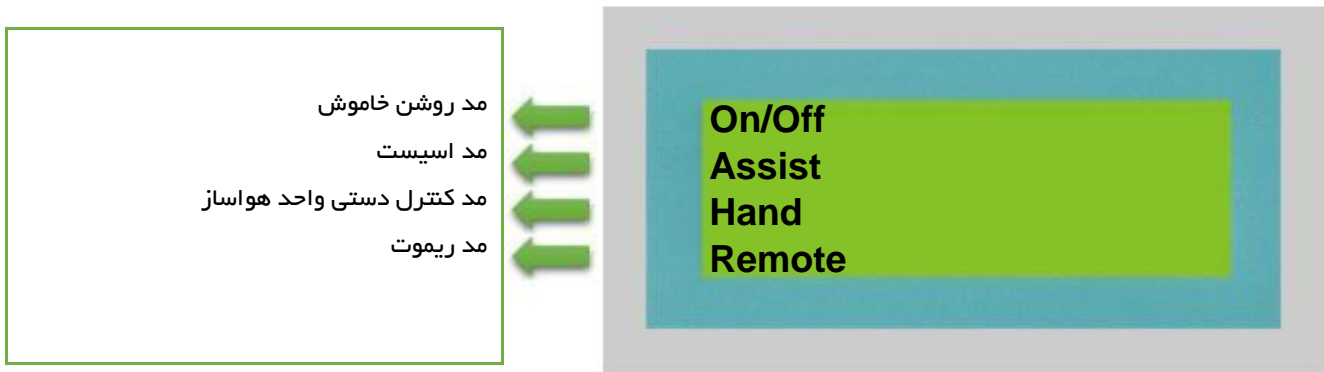 مد روشن خاموش
مد اسیست
مد کنترل دستی واحد هواساز
مد ریموت
On/Off
Assist
Hand
Remote